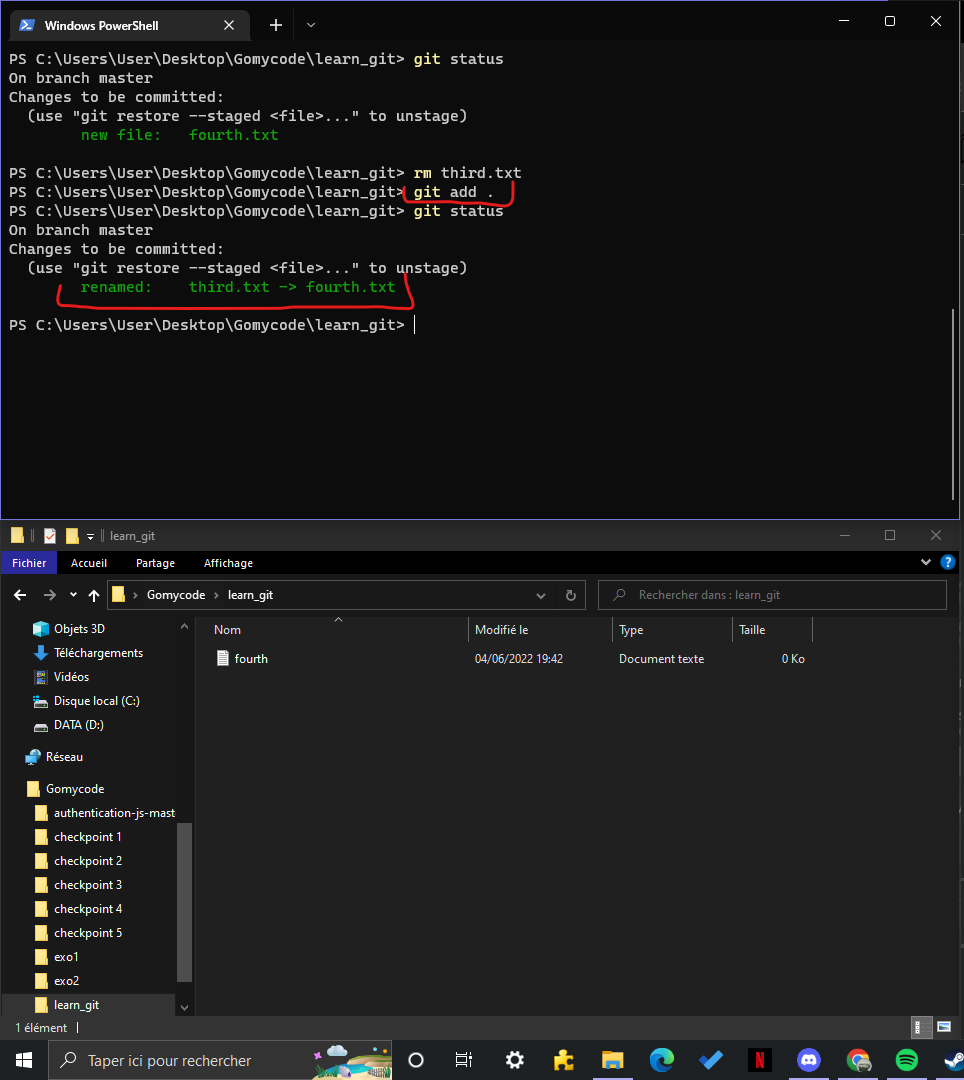 Windows PowerShell
PS C:\Users\User\Desktop\Gomycode\learn_git> git status
On branch master
Changes to be committed:
(use "git restore --staged <file>..." to unstage)
new file: fourth.txt
PS C:\Users\User\Desktop\Gomycode\learn_git> rm third.txt
PS C:\Users\User\Desktop\Gomycode\learn_git> git add .
PS C:\Users\User\Desktop\Gomycode\learn_git> git status
On branch master
Changes to be committed:
(use "git restore --staged <file>..." to unstage)
renamed: third.txt -> fourth.txt
PS C:\Users\User\Desktop\Gomycode\learn_git>
learn_git
Fichier Accueil Partage Affichage
Gomycode learn_git Rechercher dans : learn_git
Nom Modifié le Type Taille
fourth 04/06/2022 19:42 Document texte 0 Ko
Objets 3D
Téléchargements
Vidéos
Disque local (C:)
DATA (D:)
Réseau
Gomycode
authentication-js-mast
checkpoint 1
checkpoint 2
checkpoint 3
checkpoint 4
checkpoint 5
exo1
exo2
learn_git
1 élément
Taper ici pour rechercher